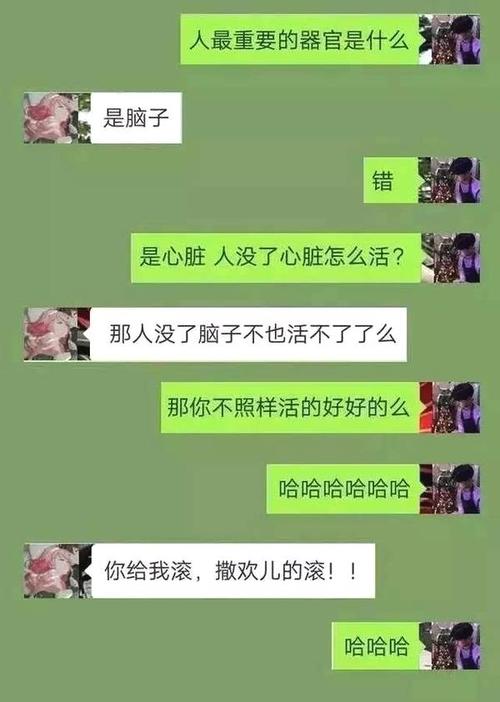 人最重要的器官是什么
是脑子
错
是心脏 人没了心脏怎么活？
那人没了脑子不也活不了了么
那你不照样活的好好的么
哈哈哈哈哈哈
你给我滚，撒欢儿的滚！！
哈哈哈